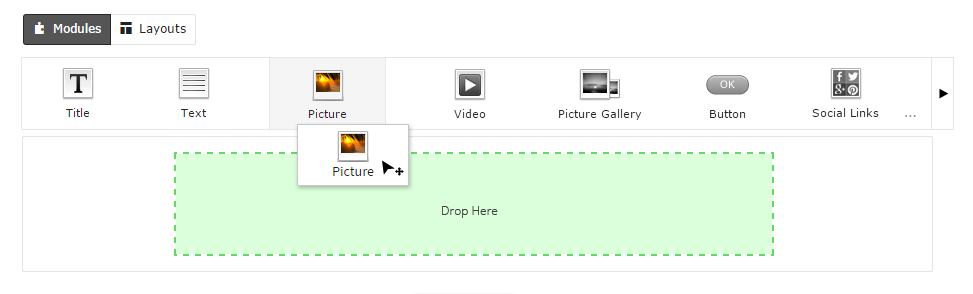 Modules Layouts
T OK f g+
Title Text Picture Video Picture Gallery Button Social Links ...
Picture
Drop Here